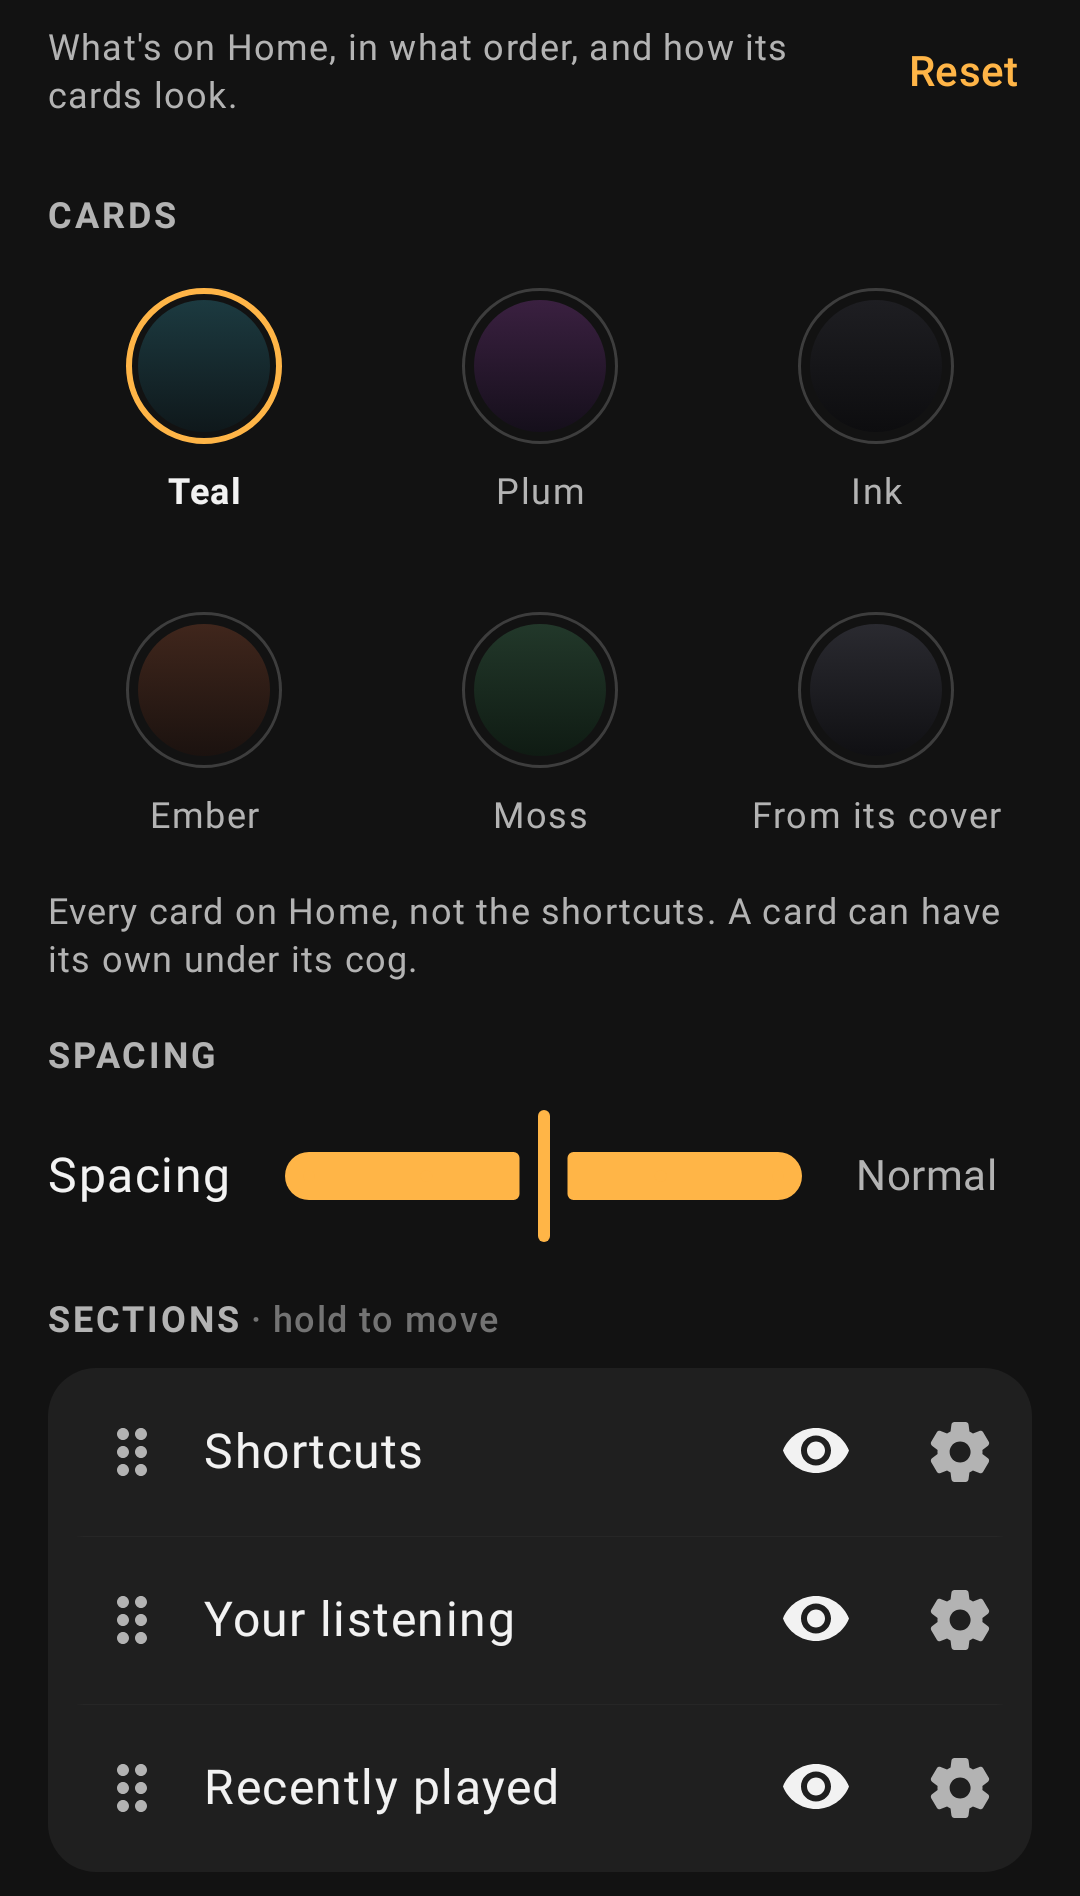 What's on Home, in what order, and how its
cards look.
Reset
CARDS
Teal
Plum
Ink
Ember
Moss
From its cover
Every card on Home, not the shortcuts. A card can have
its own under its cog.
SPACING
Spacing
Normal
SECTIONS · hold to move
Shortcuts
Your listening
Recently played